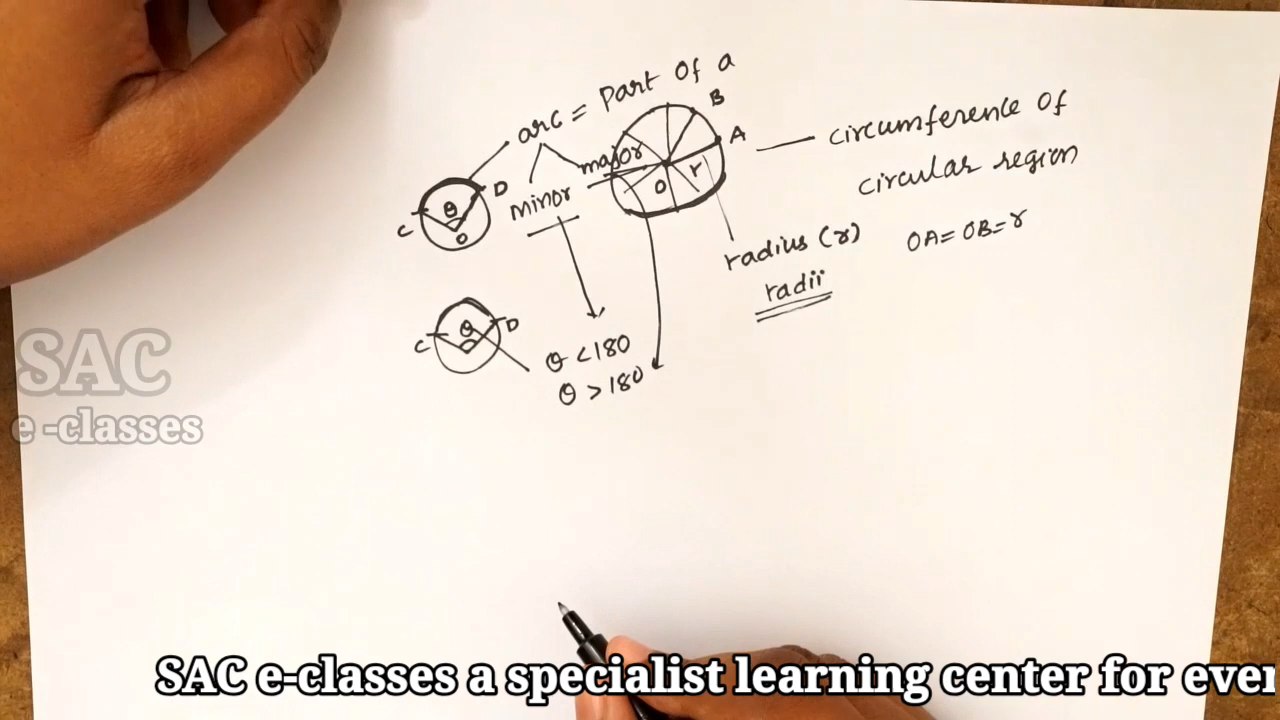 arc = Part Of a
circumference Of
circular region
major
minor
B
A
O
r
radius (r)
radii
OA = OB = r
C
D
θ
O
C
D
θ
θ < 180
θ > 180
SAC
e -classes
SAC e-classes a specialist learning center for ever